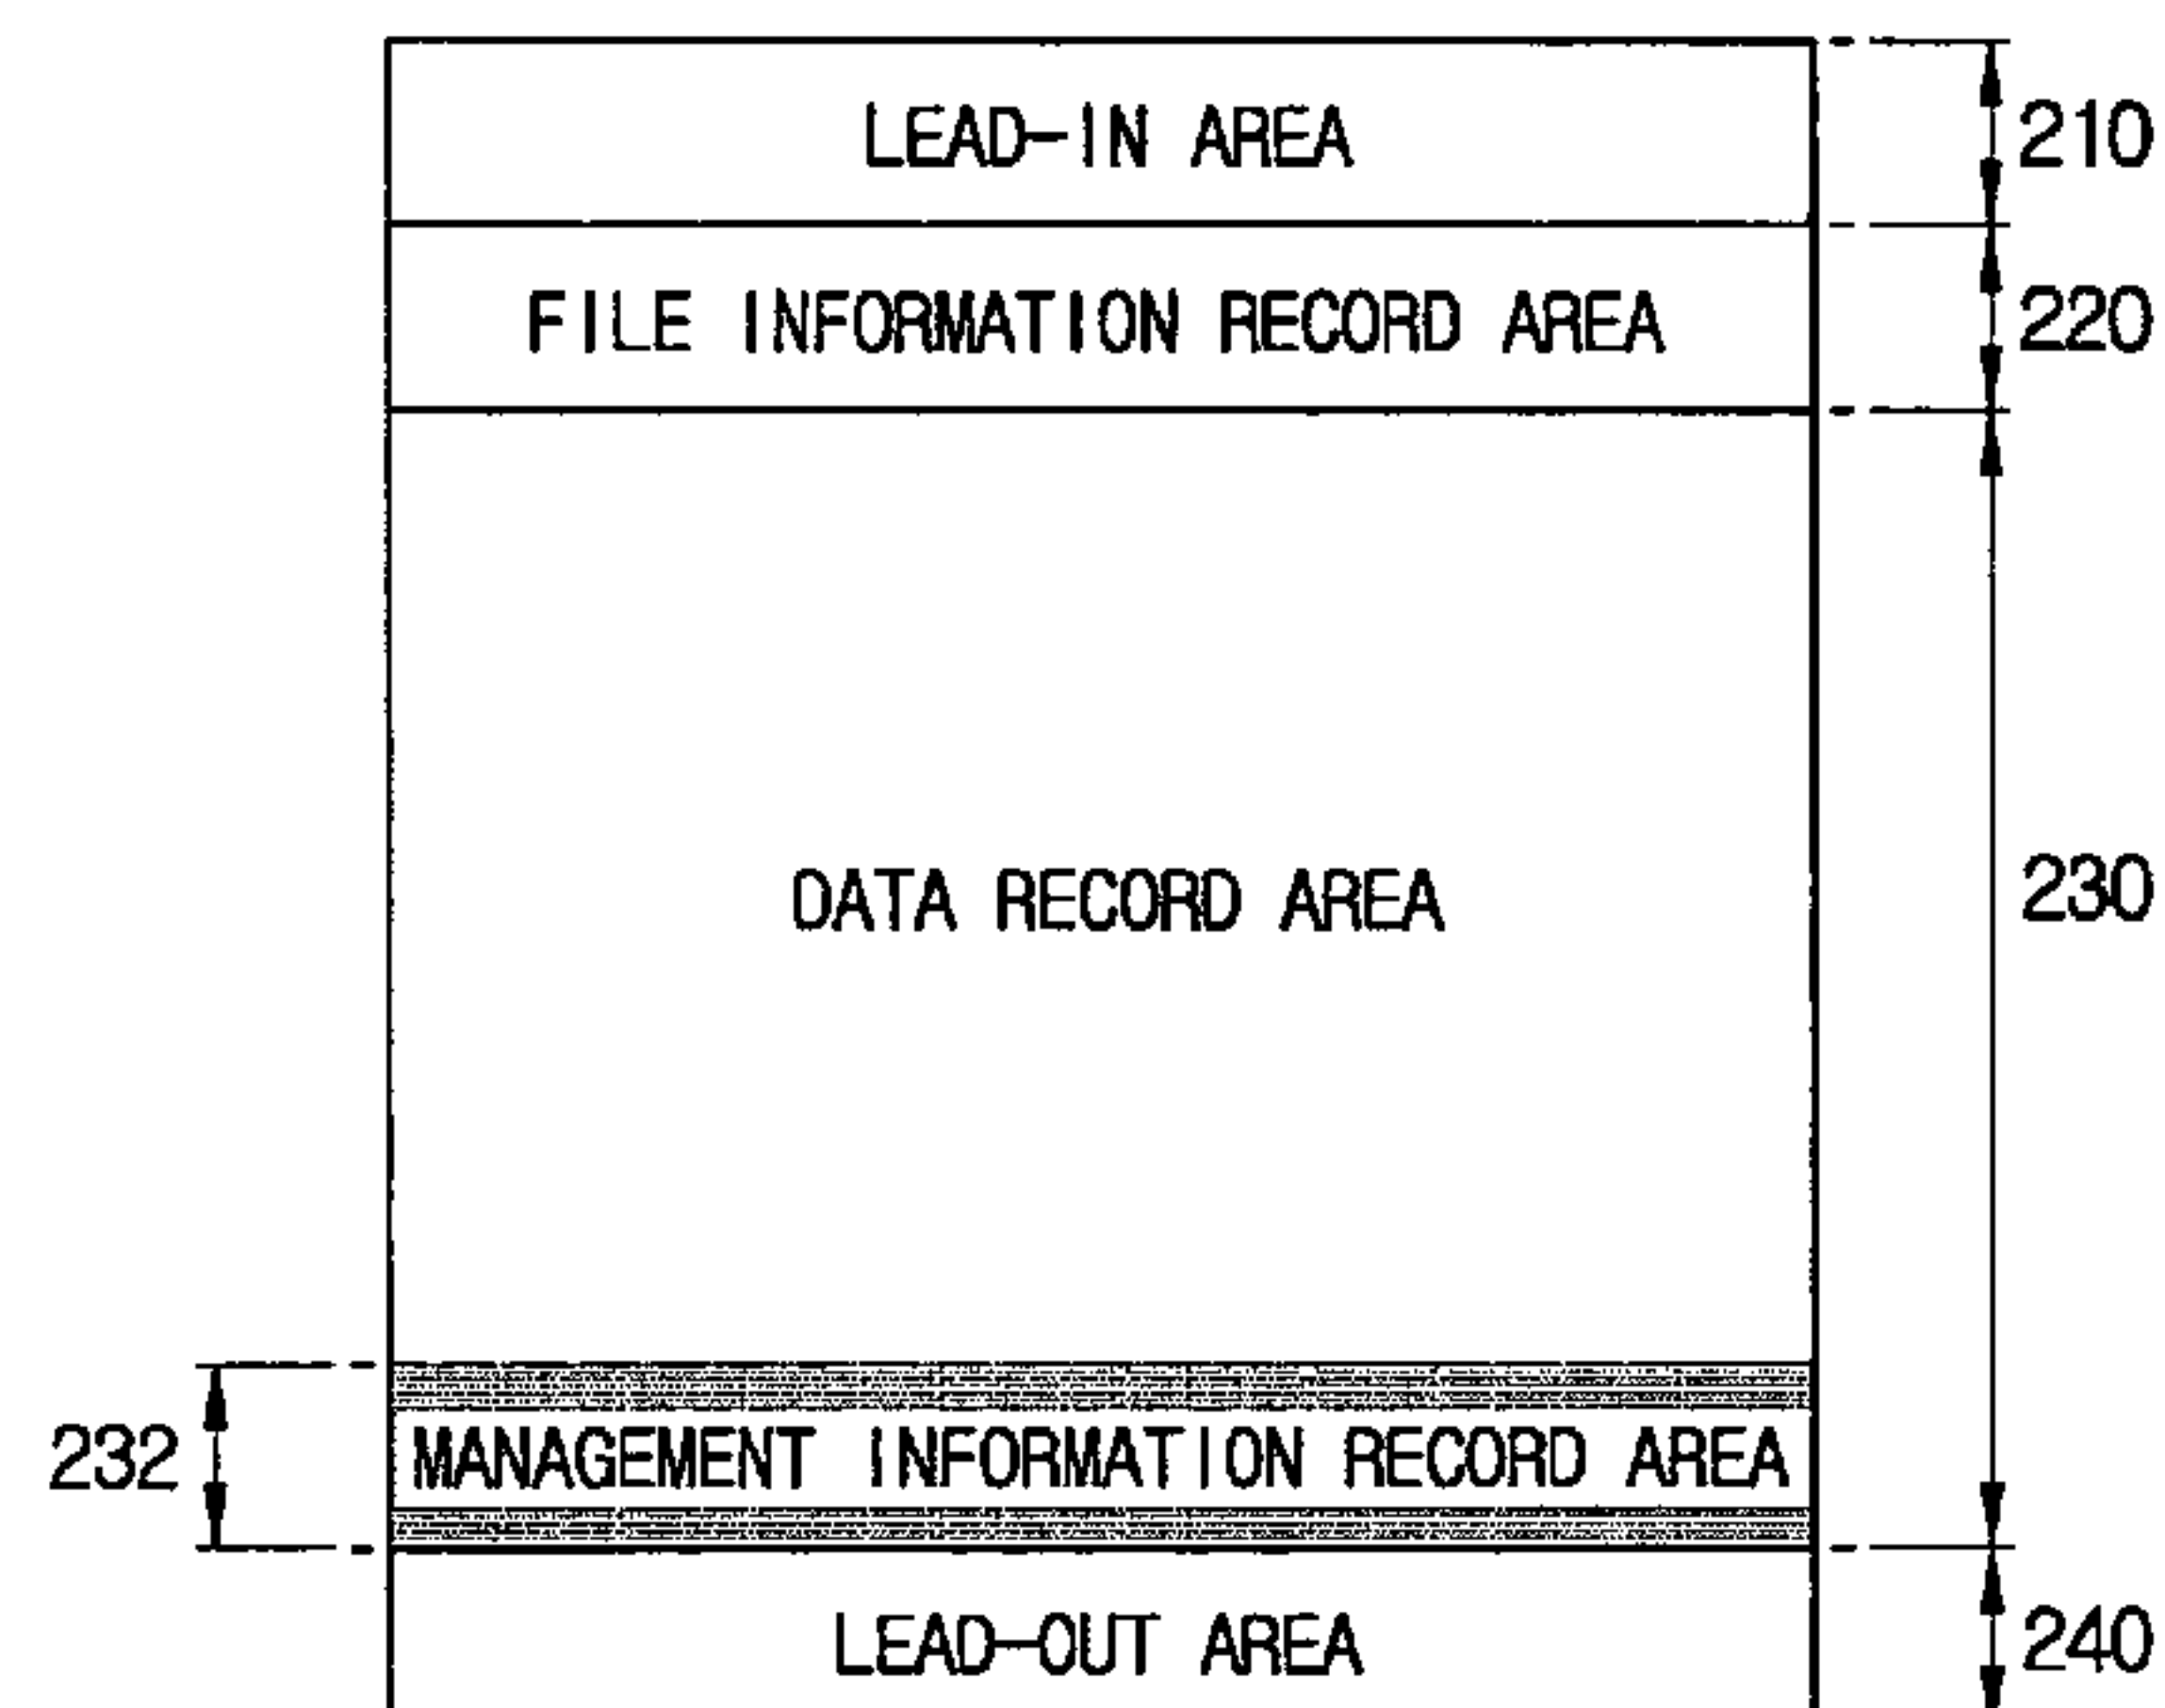 LEAD-IN AREA 210
FILE INFORMATION RECORD AREA 220
DATA RECORD AREA 230
232 MANAGEMENT INFORMATION RECORD AREA
LEAD-OUT AREA 240